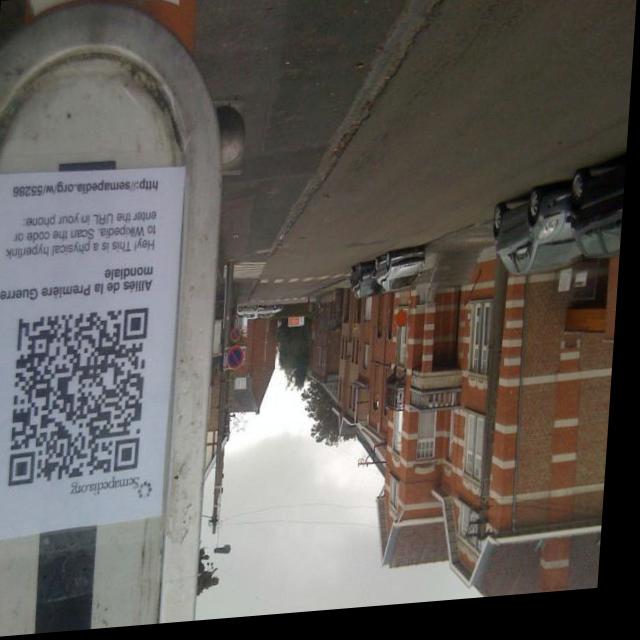 Semapedia.org
Alliés de la Première Guerre
mondiale
Hey! This is a physical hyperlink
to Wikipedia. Scan the code or
enter the URL in your phone:
http://semapedia.org/w/55286